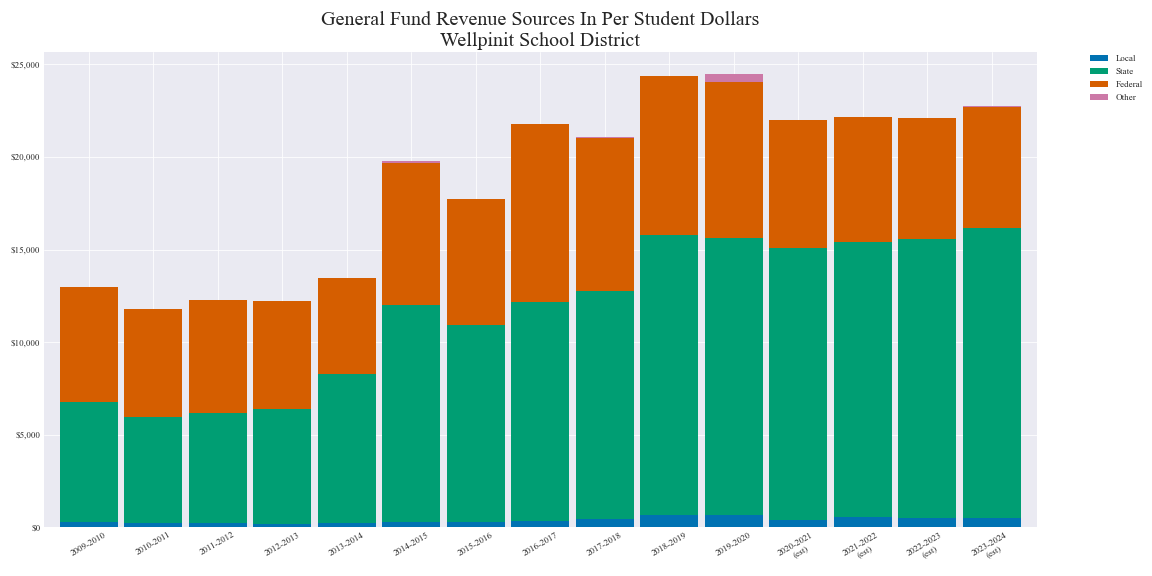 General Fund Revenue Sources In Per Student Dollars
Wellpinit School District
Local
State
Federal
Other
$25,000
$20,000
$15,000
$10,000
$5,000
$0
2009-2010
2010-2011
2011-2012
2012-2013
2013-2014
2014-2015
2015-2016
2016-2017
2017-2018
2018-2019
2019-2020
2020-2021
(est)
2021-2022
(est)
2022-2023
(est)
2023-2024
(est)